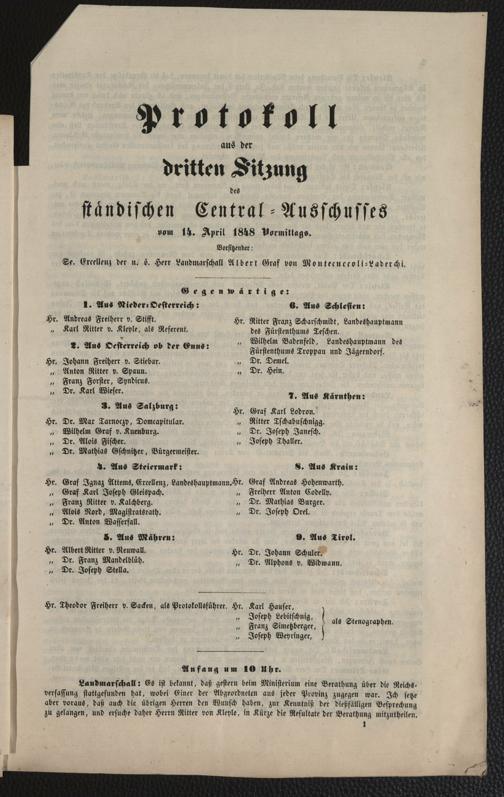 Protokoll
aus der
dritten Sitzung
des
ständischen Central-Ausschusses
vom 14. April 1848 Vormittags.
Vorsitzender:
Se. Excellenz der n. ö. Herr Landmarschall Albert Graf von Montecuccoli-Laderchi.
Gegenwärtige:
1. Aus Nieder-Oesterreich:
Hr. Andreas Freiherr v. Stifft.
„ Karl Ritter v. Kleyle, als Referent.
2. Aus Oesterreich ob der Enns:
Hr. Johann Freiherr v. Stiebar.
„ Anton Ritter v. Spaun.
„ Franz Forster, Syndicus.
„ Dr. Karl Wieser.
3. Aus Salzburg:
Hr. Dr. Max Tarnoczy, Domcapitular.
„ Wilhelm Graf v. Kuenburg.
„ Dr. Alois Fischer.
„ Dr. Mathias Gschnitzer, Bürgermeister.
4. Aus Steiermark:
Hr. Graf Ignaz Attems, Excellenz, Landeshauptmann.
„ Graf Karl Joseph Gleispach.
„ Franz Ritter v. Kalchberg.
„ Alois Nord, Magistratsrath.
„ Dr. Anton Wasserfall.
5. Aus Mähren:
Hr. Albert Ritter v. Neuwall.
„ Dr. Franz Mandelblüh.
„ Dr. Joseph Stella.
6. Aus Schlesien:
Hr. Ritter Franz Scharschmidt, Landeshauptmann
des Fürstenthums Teschen.
„ Wilhelm Badenfeld, Landeshauptmann des
Fürstenthums Troppau und Jägerndorf.
„ Dr. Demel.
„ Dr. Hein.
7. Aus Kärnthen:
Hr. Graf Karl Lodron.
„ Ritter Tschabuschnigg.
„ Dr. Joseph Janesch.
„ Joseph Thaller.
8. Aus Krain:
Hr. Graf Andreas Hohenwarth.
„ Freiherr Anton Codelly.
„ Dr. Mathias Burger.
„ Dr. Joseph Orel.
9. Aus Tirol.
Hr. Dr. Johann Schuler.
„ Dr. Alphons v. Widmann.
Hr. Theodor Freiherr v. Sacken, als Protokollsführer.
Hr. Karl Hauser,
„ Joseph Lebitschnig,
„ Franz Simetzberger,
„ Joseph Weyringer,
als Stenographen.
Anfang um 10 Uhr.
Landmarschall: Es ist bekannt, daß gestern beim Ministerium eine Berathung über die Reichs-
verfassung stattgefunden hat, wobei Einer der Abgeordneten aus jeder Provinz zugegen war. Ich setze
aber voraus, daß auch die übrigen Herren den Wunsch haben, zur Kenntniß der dießfälligen Besprechung
zu gelangen, und ersuche daher Herrn Ritter von Kleyle, in Kürze die Resultate der Berathung mitzutheilen.
1